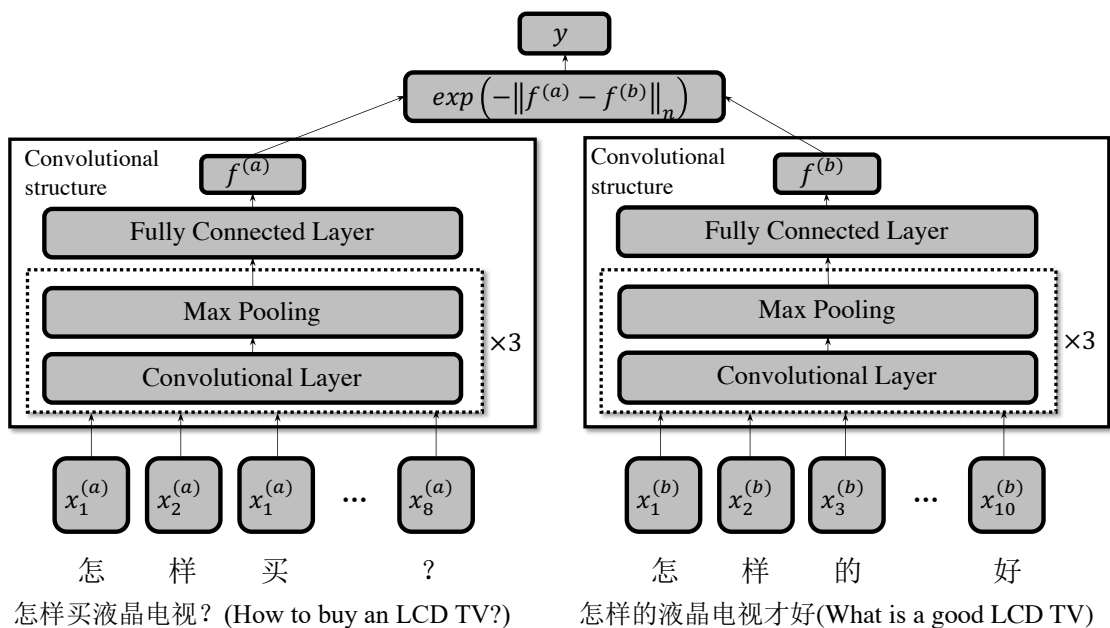 y
exp(−‖f^(a) − f^(b)‖_n)
Convolutional
structure
f^(a)
Fully Connected Layer
Max Pooling
Convolutional Layer
×3
x_1^(a) x_2^(a) x_1^(a) ... x_8^(a)
怎 样 买 ?
怎样买液晶电视? (How to buy an LCD TV?)
Convolutional
structure
f^(b)
Fully Connected Layer
Max Pooling
Convolutional Layer
×3
x_1^(b) x_2^(b) x_3^(b) ... x_10^(b)
怎 样 的 好
怎样的液晶电视才好(What is a good LCD TV)